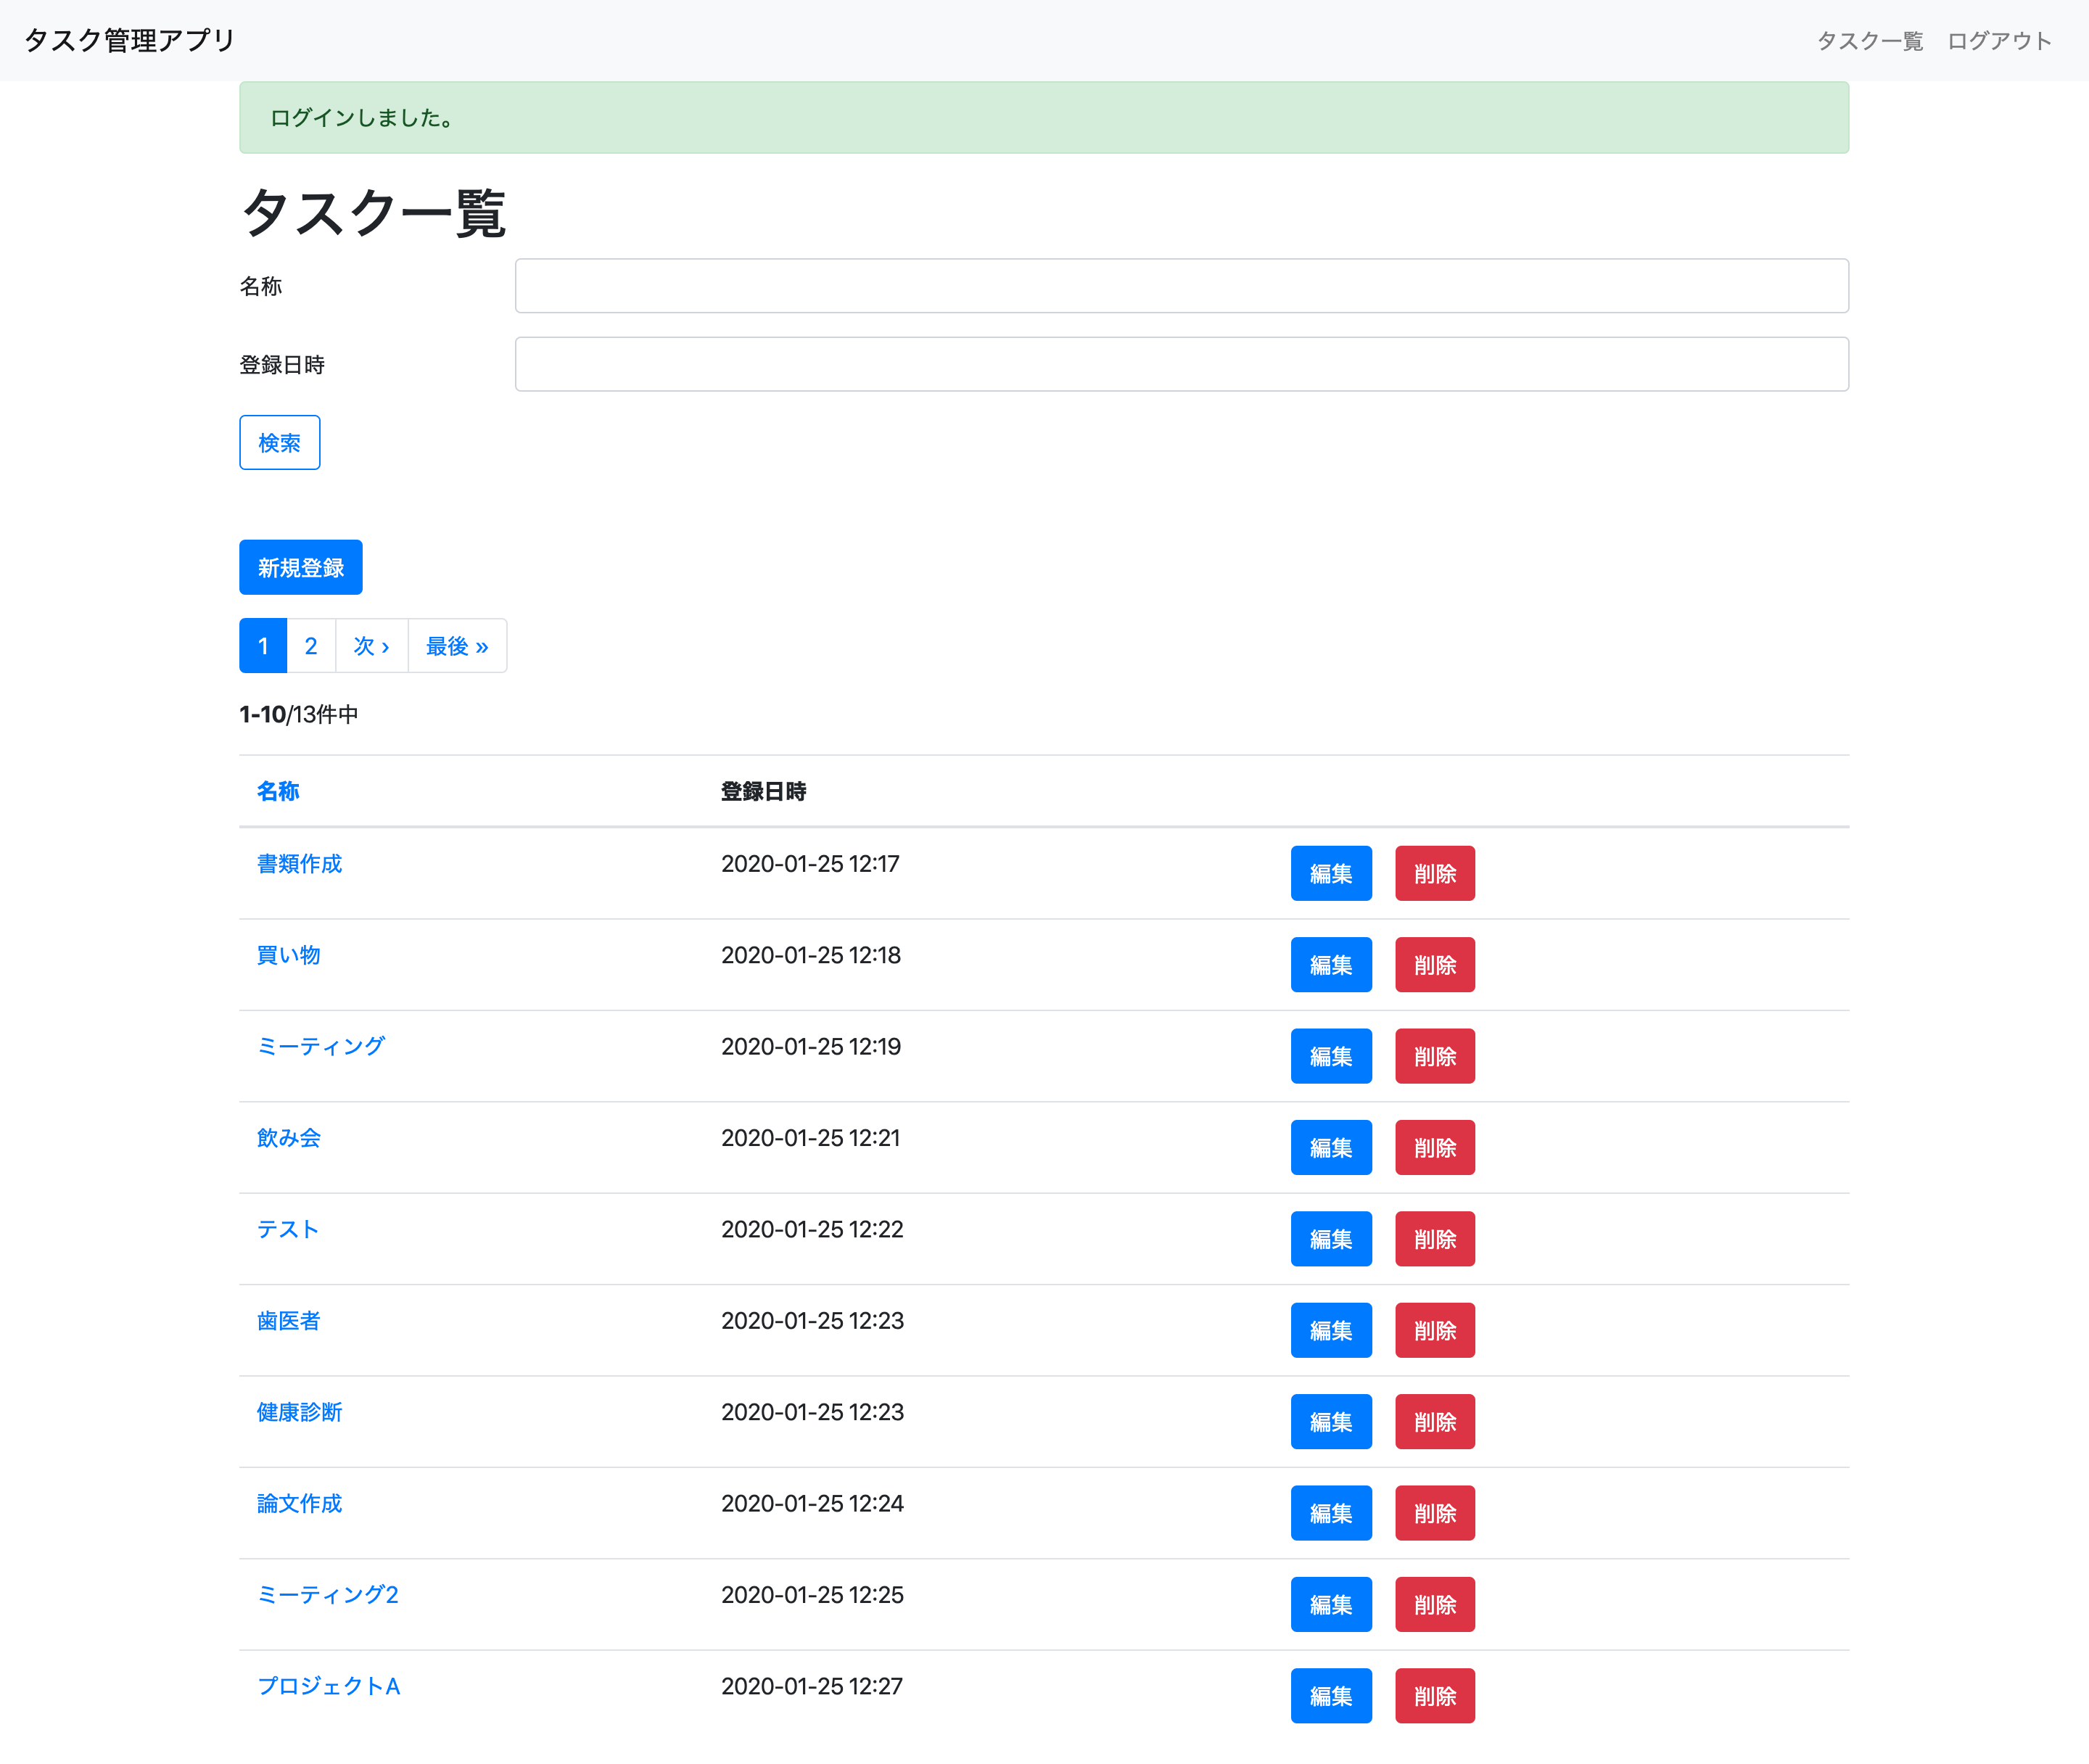 タスク管理アプリ タスク一覧 ログアウト
ログインしました。
タスク一覧
名称
登録日時
検索
新規登録
1 2 次 › 最後 »
1-10/13件中
名称 登録日時
書類作成 2020-01-25 12:17 編集 削除
買い物 2020-01-25 12:18 編集 削除
ミーティング 2020-01-25 12:19 編集 削除
飲み会 2020-01-25 12:21 編集 削除
テスト 2020-01-25 12:22 編集 削除
歯医者 2020-01-25 12:23 編集 削除
健康診断 2020-01-25 12:23 編集 削除
論文作成 2020-01-25 12:24 編集 削除
ミーティング2 2020-01-25 12:25 編集 削除
プロジェクトA 2020-01-25 12:27 編集 削除